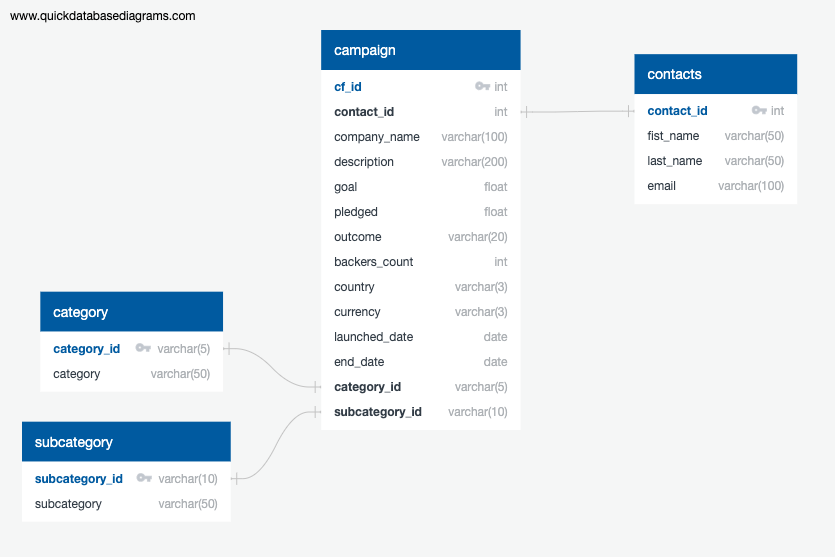 www.quickdatabasediagrams.com
campaign
cf_id int
contact_id int
company_name varchar(100)
description varchar(200)
goal float
pledged float
outcome varchar(20)
backers_count int
country varchar(3)
currency varchar(3)
launched_date date
end_date date
category_id varchar(5)
subcategory_id varchar(10)
contacts
contact_id int
fist_name varchar(50)
last_name varchar(50)
email varchar(100)
category
category_id varchar(5)
category varchar(50)
subcategory
subcategory_id varchar(10)
subcategory varchar(50)